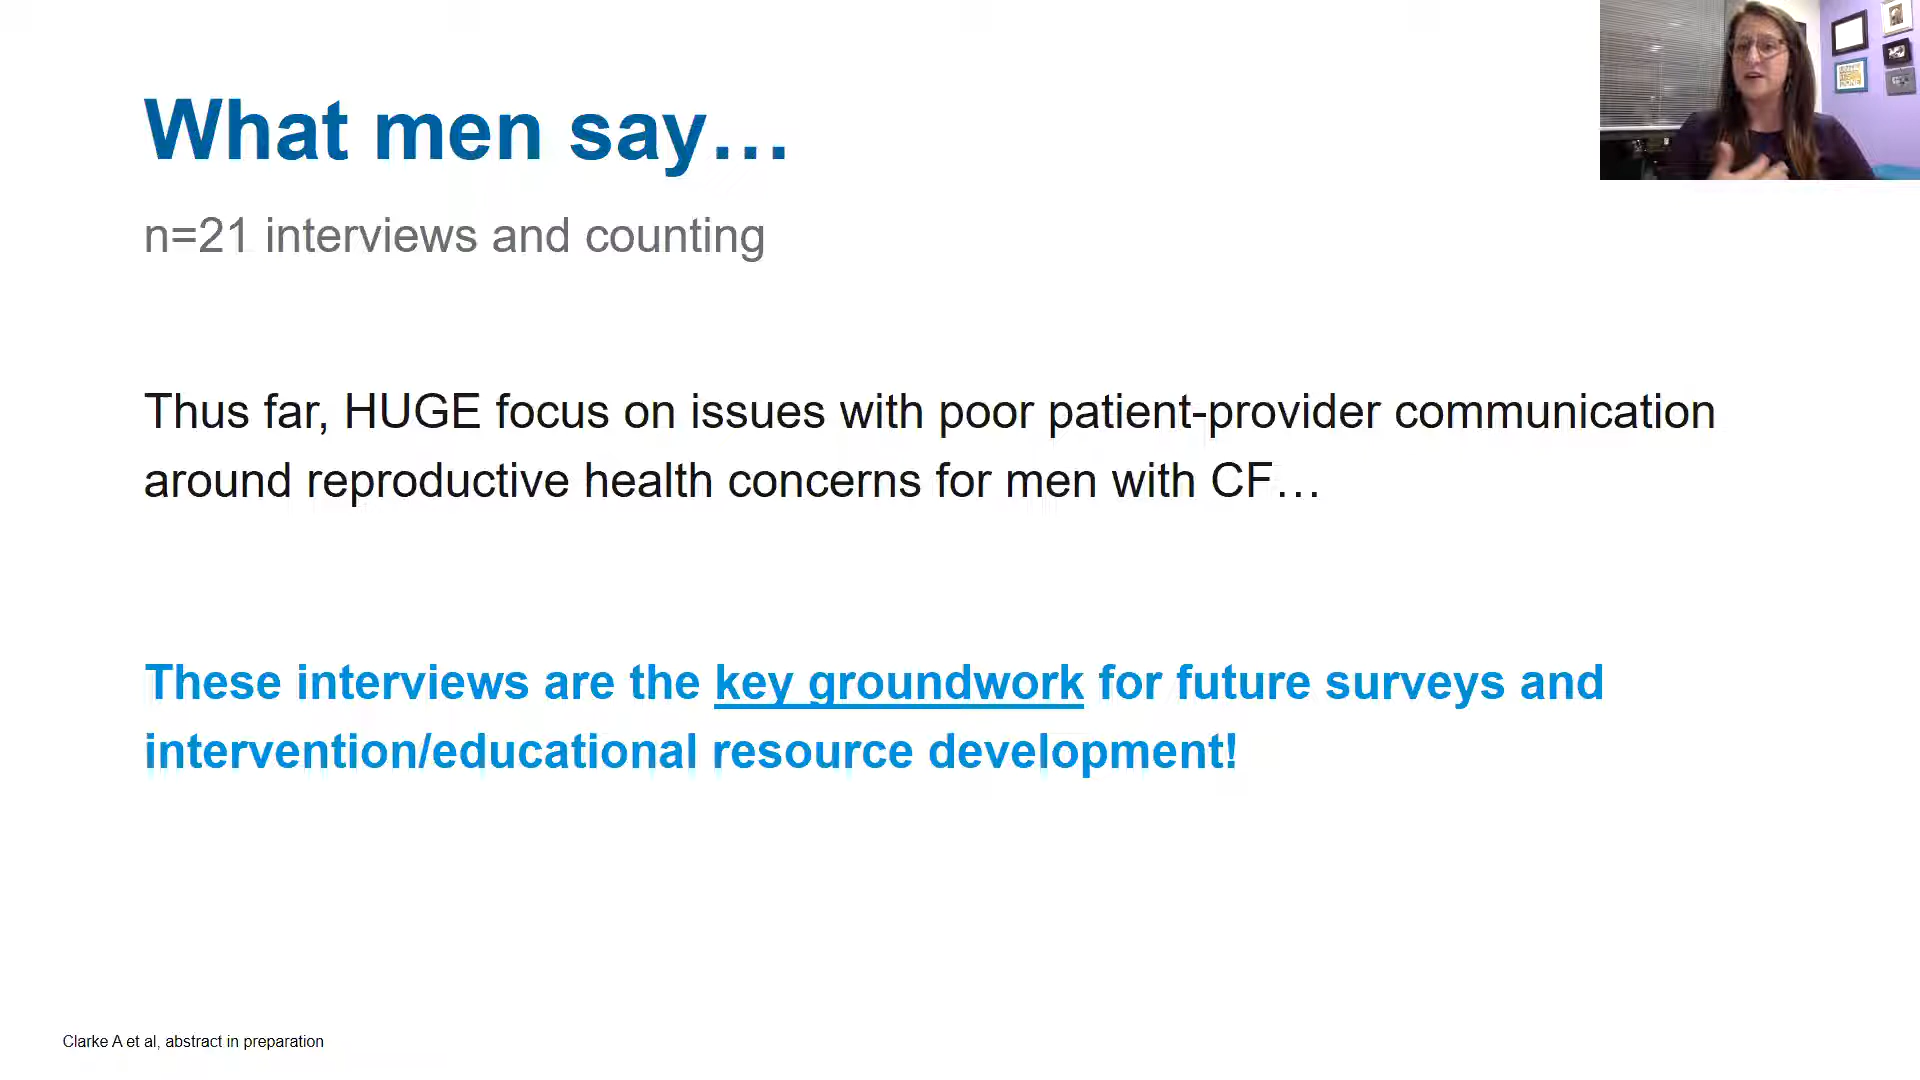 What men say…
n=21 interviews and counting
Thus far, HUGE focus on issues with poor patient-provider communication
around reproductive health concerns for men with CF…
These interviews are the key groundwork for future surveys and
intervention/educational resource development!
Clarke A et al, abstract in preparation